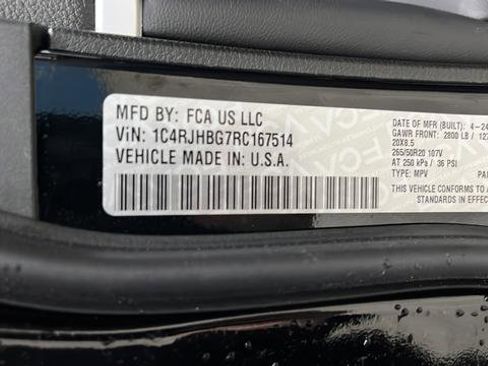 MFD BY: FCA US LLC
VIN: 1C4RJHBG7RC167514
VEHICLE MADE IN: U.S.A.
DATE OF MFR (BUILT): 4-24
GAWR FRONT: 2800 LB / 127
20X8.5
265/50R20 107V
AT 250 kPa / 36 PSI
TYPE: MPV
THIS VEHICLE CONFORMS TO
STANDARDS IN EFFEC